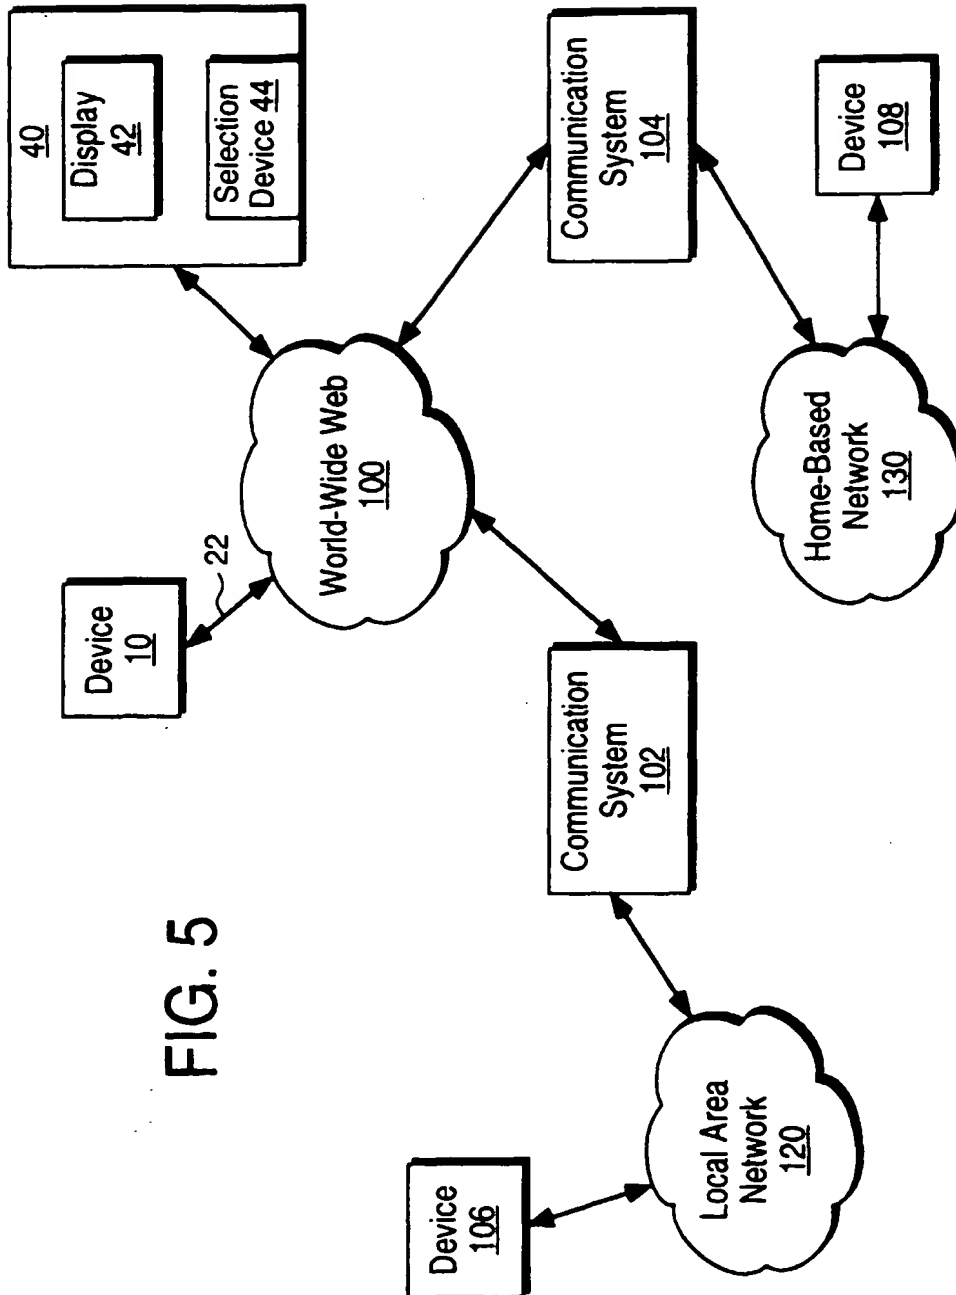 FIG. 5
40
Display
42
Selection
Device 44
Device
10
22
World-Wide Web
100
Communication
System
104
Communication
System
102
Device
108
Device
106
Local Area
Network
120
Home-Based
Network
130